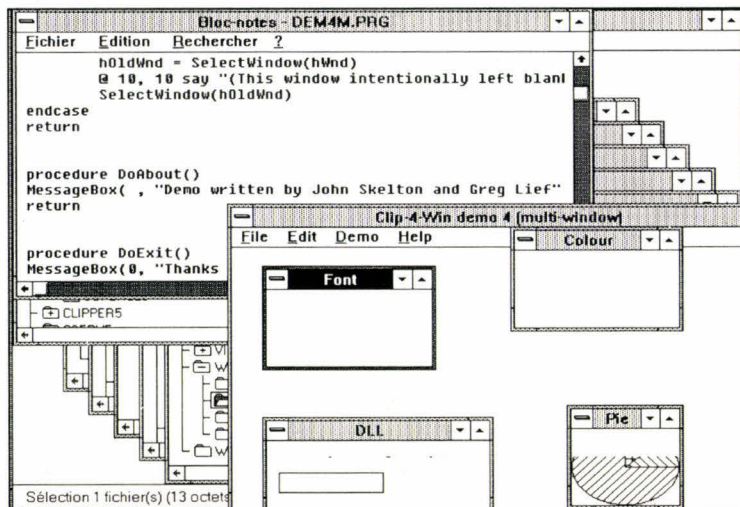 Bloc-notes - DEM4M.PRG
Fichier Edition Rechercher ?
hOldWnd = SelectWindow(hWnd)
@ 10, 10 say "(This window intentionally left blan
SelectWindow(hOldWnd)
endcase
return
procedure DoAbout()
MessageBox( , "Demo written by John Skelton and Greg Lief"
return
procedure DoExit()
MessageBox(0, "Thanks
Clip-4-Win demo 4 (multi-window)
File Edit Demo Help
Font
Colour
CLIPPER5
DLL
Pie
Sélection 1 fichier(s) (13 octets